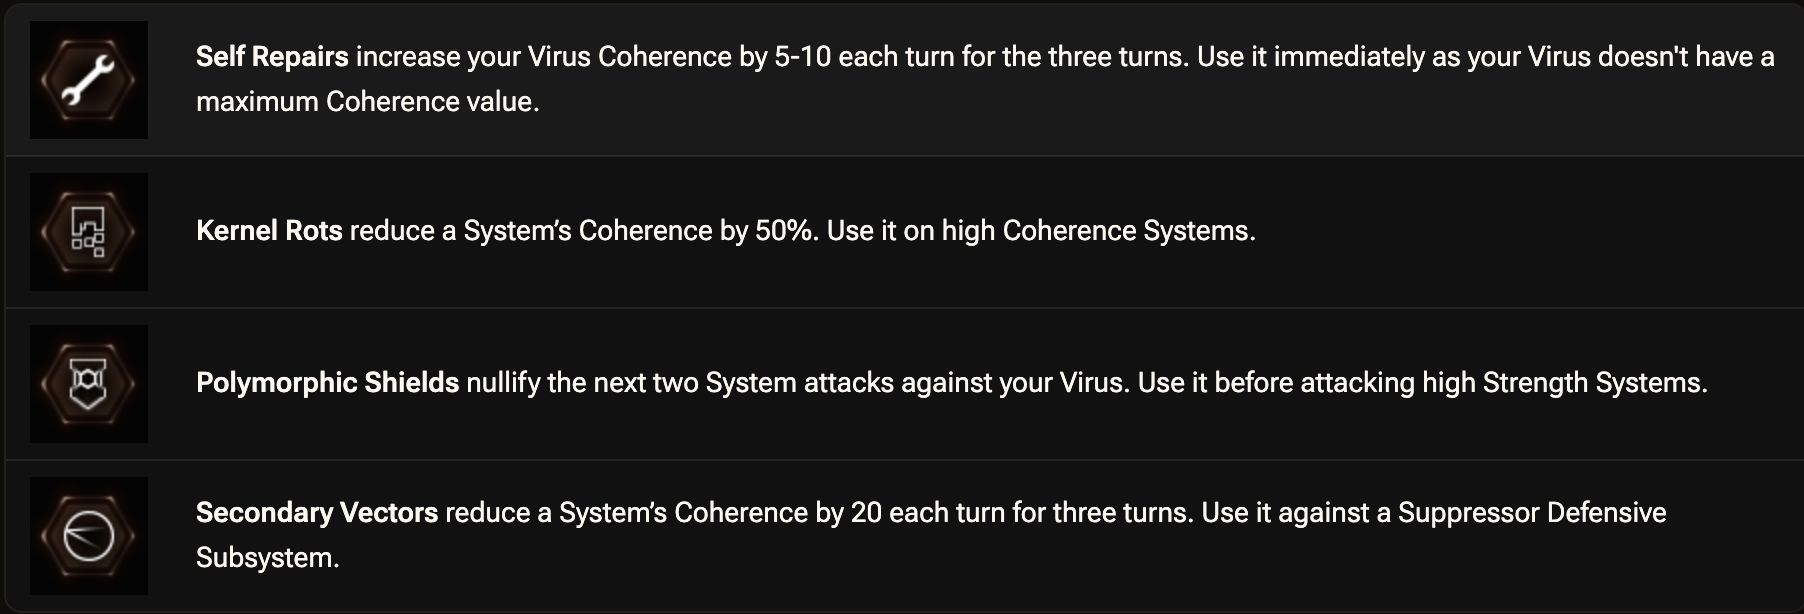 Self Repairs increase your Virus Coherence by 5-10 each turn for the three turns. Use it immediately as your Virus doesn't have a
maximum Coherence value.
Kernel Rots reduce a System’s Coherence by 50%. Use it on high Coherence Systems.
Polymorphic Shields nullify the next two System attacks against your Virus. Use it before attacking high Strength Systems.
Secondary Vectors reduce a System’s Coherence by 20 each turn for three turns. Use it against a Suppressor Defensive
Subsystem.